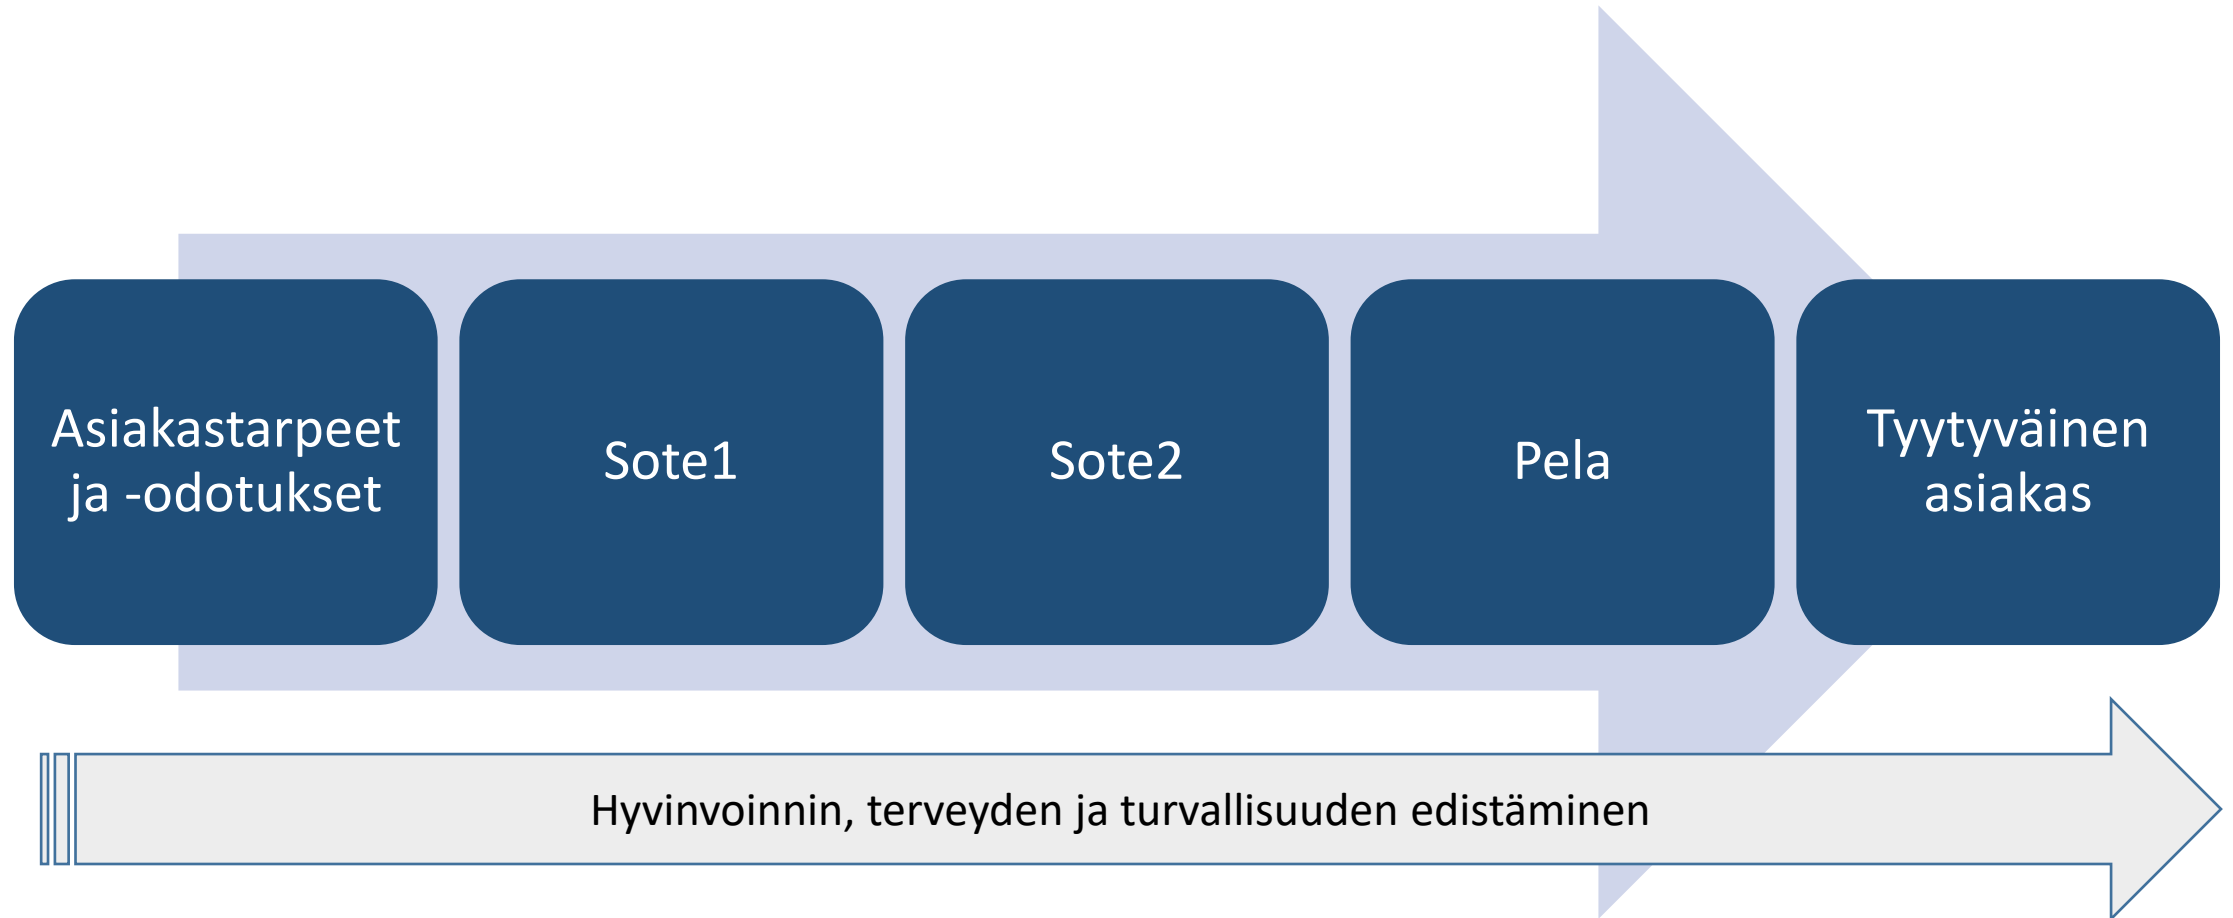 Asiakastarpeet
ja -odotukset
Sote1
Sote2
Pela
Tyytyväinen
asiakas
Hyvinvoinnin, terveyden ja turvallisuuden edistäminen